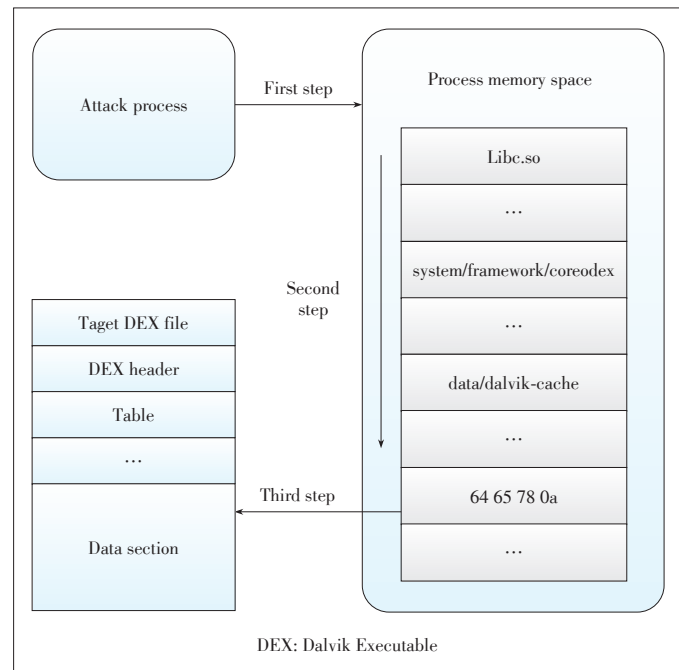 Attack process
First step
Process memory space
Libc.so
…
system/framework/coreodex
Second
step
…
data/dalvik-cache
…
64 65 78 0a
…
Taget DEX file
DEX header
Table
…
Third step
Data section
DEX: Dalvik Executable